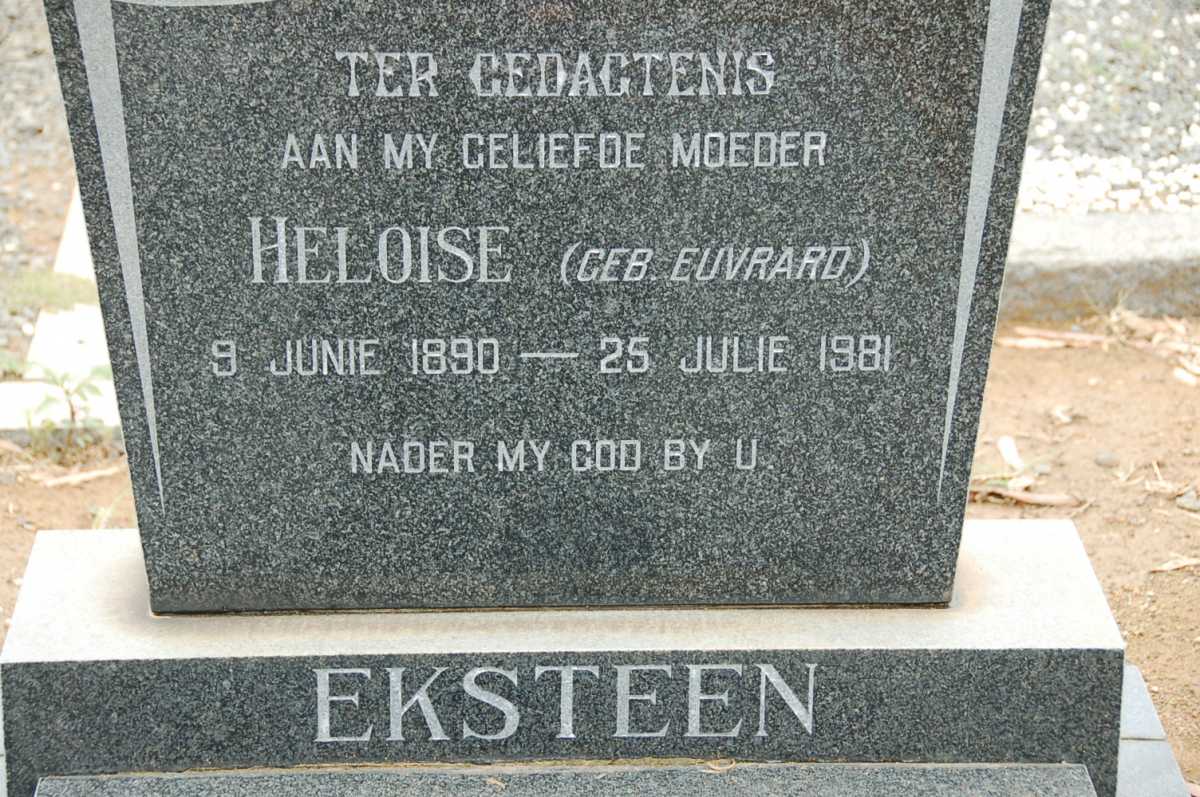 TER GEDAGTENIS
AAN MY GELIEFDE MOEDER
HELOISE (GEB. EUVRARD)
9 JUNIE 1890 — 25 JULIE 1981
NADER MY GOD BY U
EKSTEEN